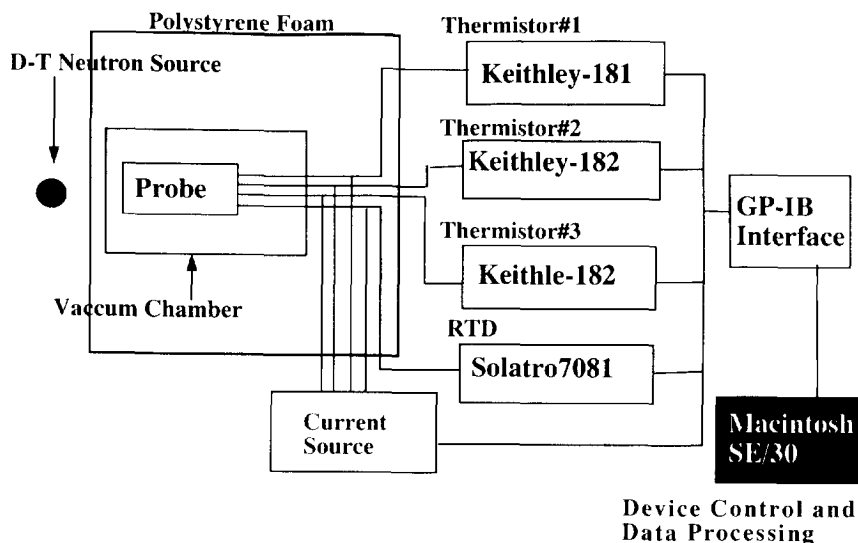 Polystyrene Foam
D-T Neutron Source
Probe
Vaccum Chamber
Thermistor#1
Keithley-181
Thermistor#2
Keithley-182
Thermistor#3
Keithle-182
RTD
Solatro7081
Current
Source
GP-IB
Interface
Macintosh
SE/30
Device Control and
Data Processing